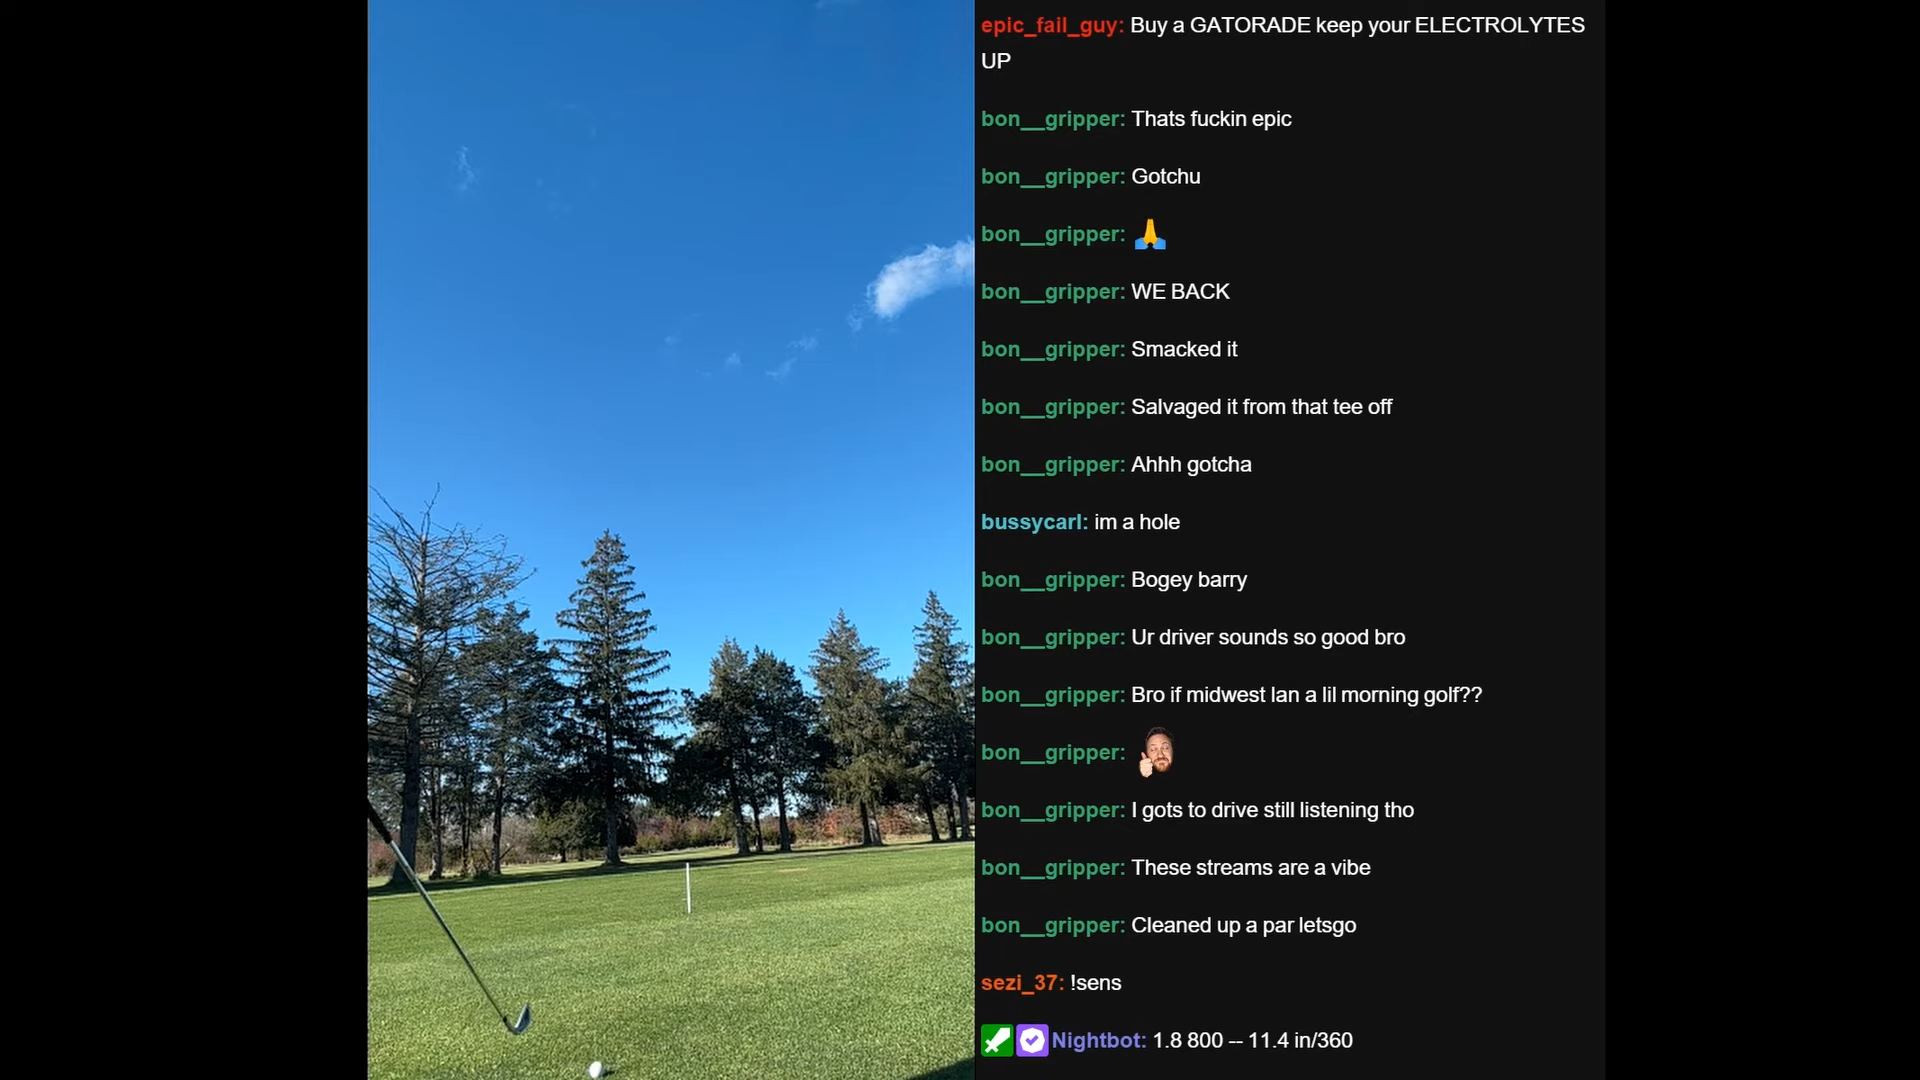 epic_fail_guy: Buy a GATORADE keep your ELECTROLYTES
UP
bon__gripper: Thats fuckin epic
bon__gripper: Gotchu
bon__gripper: 🙏
bon__gripper: WE BACK
bon__gripper: Smacked it
bon__gripper: Salvaged it from that tee off
bon__gripper: Ahhh gotcha
bussycarl: im a hole
bon__gripper: Bogey barry
bon__gripper: Ur driver sounds so good bro
bon__gripper: Bro if midwest lan a lil morning golf??
bon__gripper:
bon__gripper: I gots to drive still listening tho
bon__gripper: These streams are a vibe
bon__gripper: Cleaned up a par letsgo
sezi_37: !sens
Nightbot: 1.8 800 -- 11.4 in/360